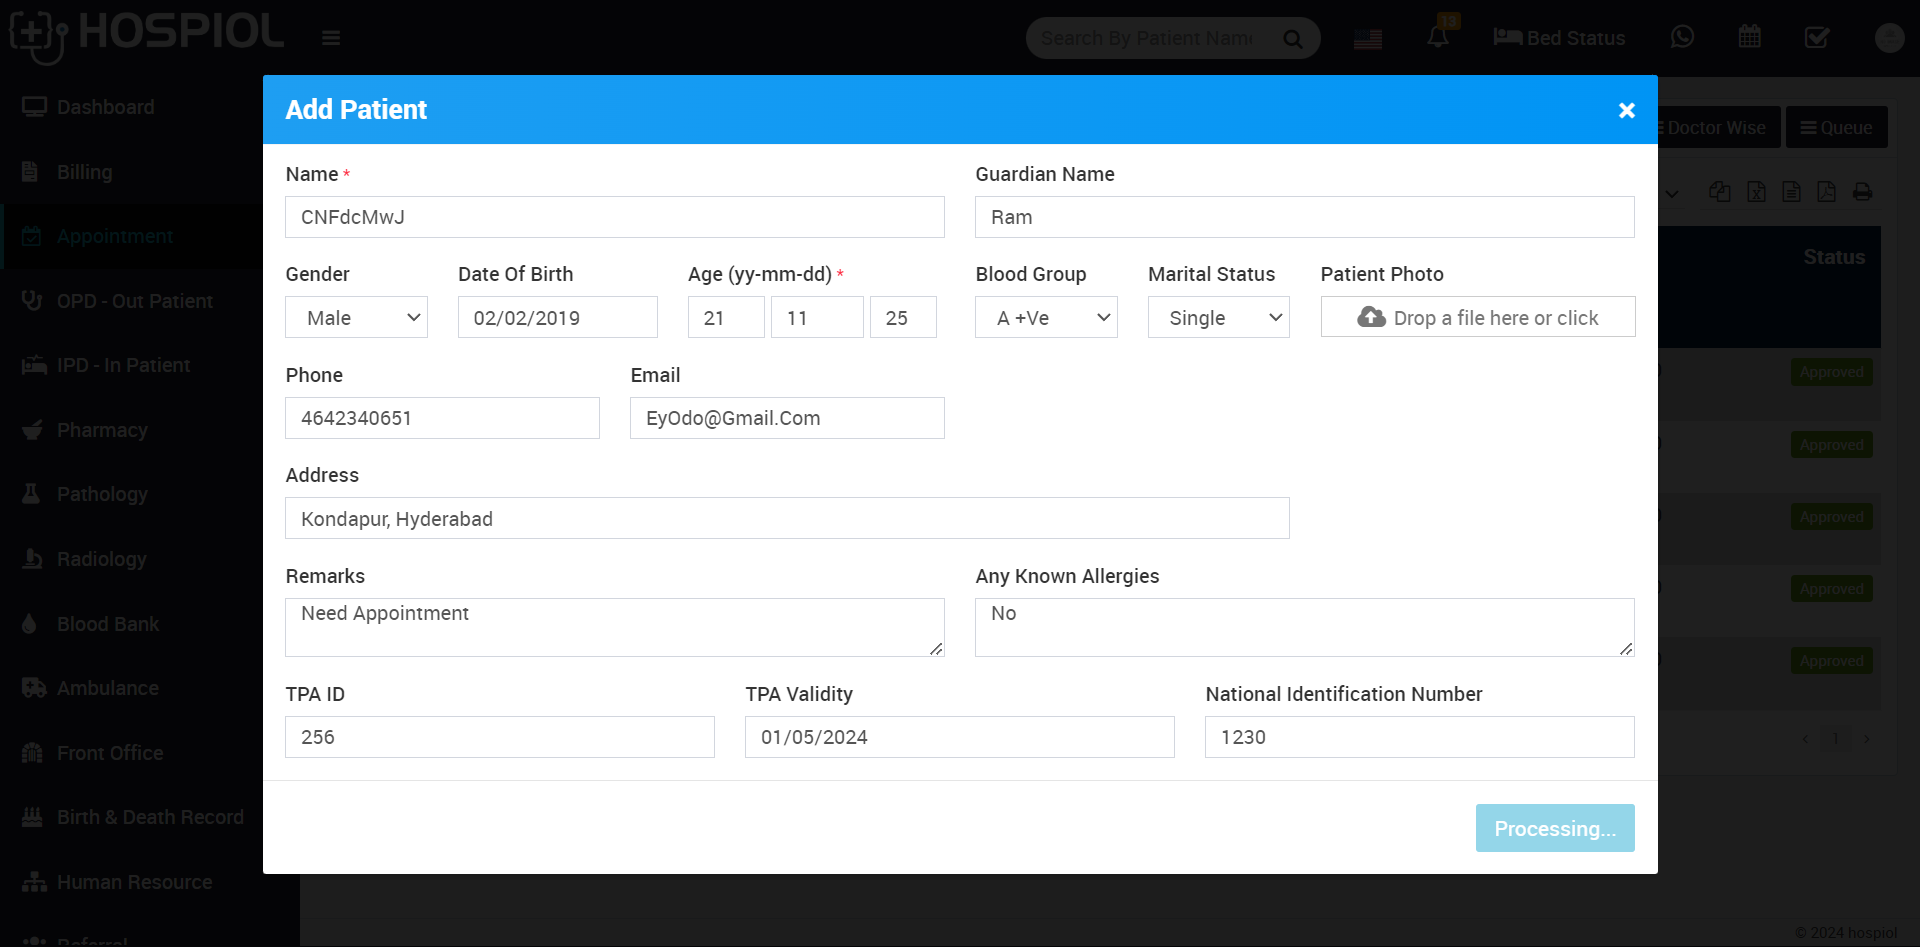 HOSPIOL
Search By Patient Name
13
Bed Status
Dashboard
Billing
Appointment
OPD - Out Patient
IPD - In Patient
Pharmacy
Pathology
Radiology
Blood Bank
Ambulance
Front Office
Birth & Death Record
Human Resource
Referral
Add Patient
×
Name *
CNFdcMwJ
Guardian Name
Ram
Gender
Male
Date Of Birth
02/02/2019
Age (yy-mm-dd) *
21 11 25
Blood Group
A +Ve
Marital Status
Single
Patient Photo
Drop a file here or click
Phone
4642340651
Email
EyOdo@Gmail.Com
Address
Kondapur, Hyderabad
Remarks
Need Appointment
Any Known Allergies
No
TPA ID
256
TPA Validity
01/05/2024
National Identification Number
1230
Processing...
Doctor Wise
Queue
Status
Approved
Approved
Approved
Approved
Approved
1
© 2024 hospiol